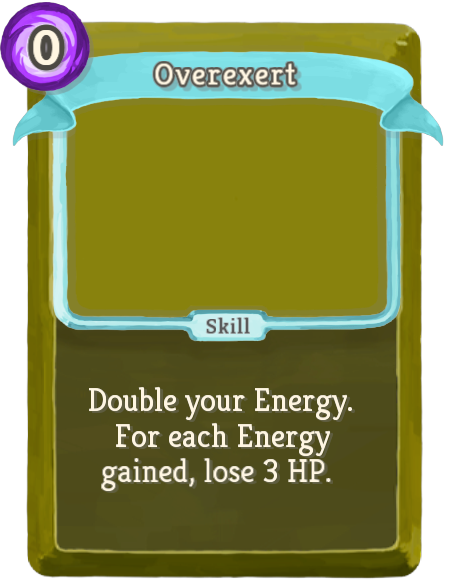 0
Overexert
Skill
Double your Energy.
For each Energy
gained, lose 3 HP.